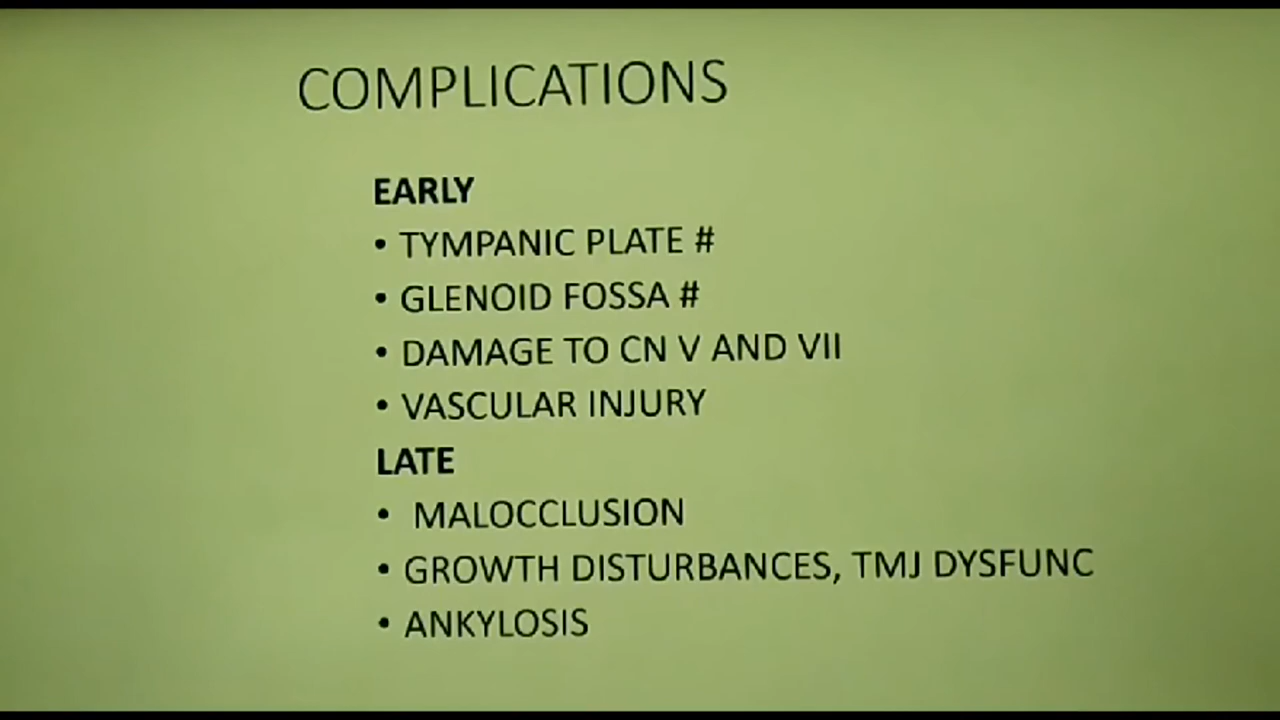 COMPLICATIONS
EARLY
• TYMPANIC PLATE #
• GLENOID FOSSA #
• DAMAGE TO CN V AND VII
• VASCULAR INJURY
LATE
• MALOCCLUSION
• GROWTH DISTURBANCES, TMJ DYSFUNC
• ANKYLOSIS